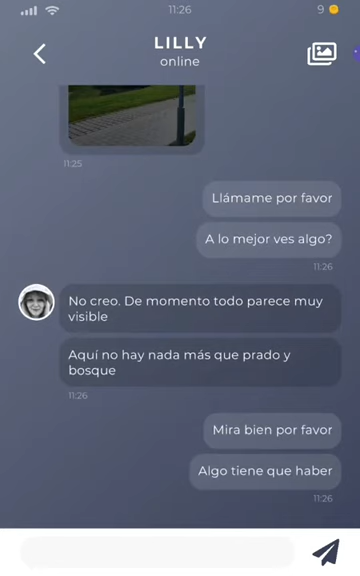 11:26
9
LILLY
online
11:25
Llámame por favor
A lo mejor ves algo?
11:26
No creo. De momento todo parece muy
visible
Aquí no hay nada más que prado y
bosque
11:26
Mira bien por favor
Algo tiene que haber
11:26